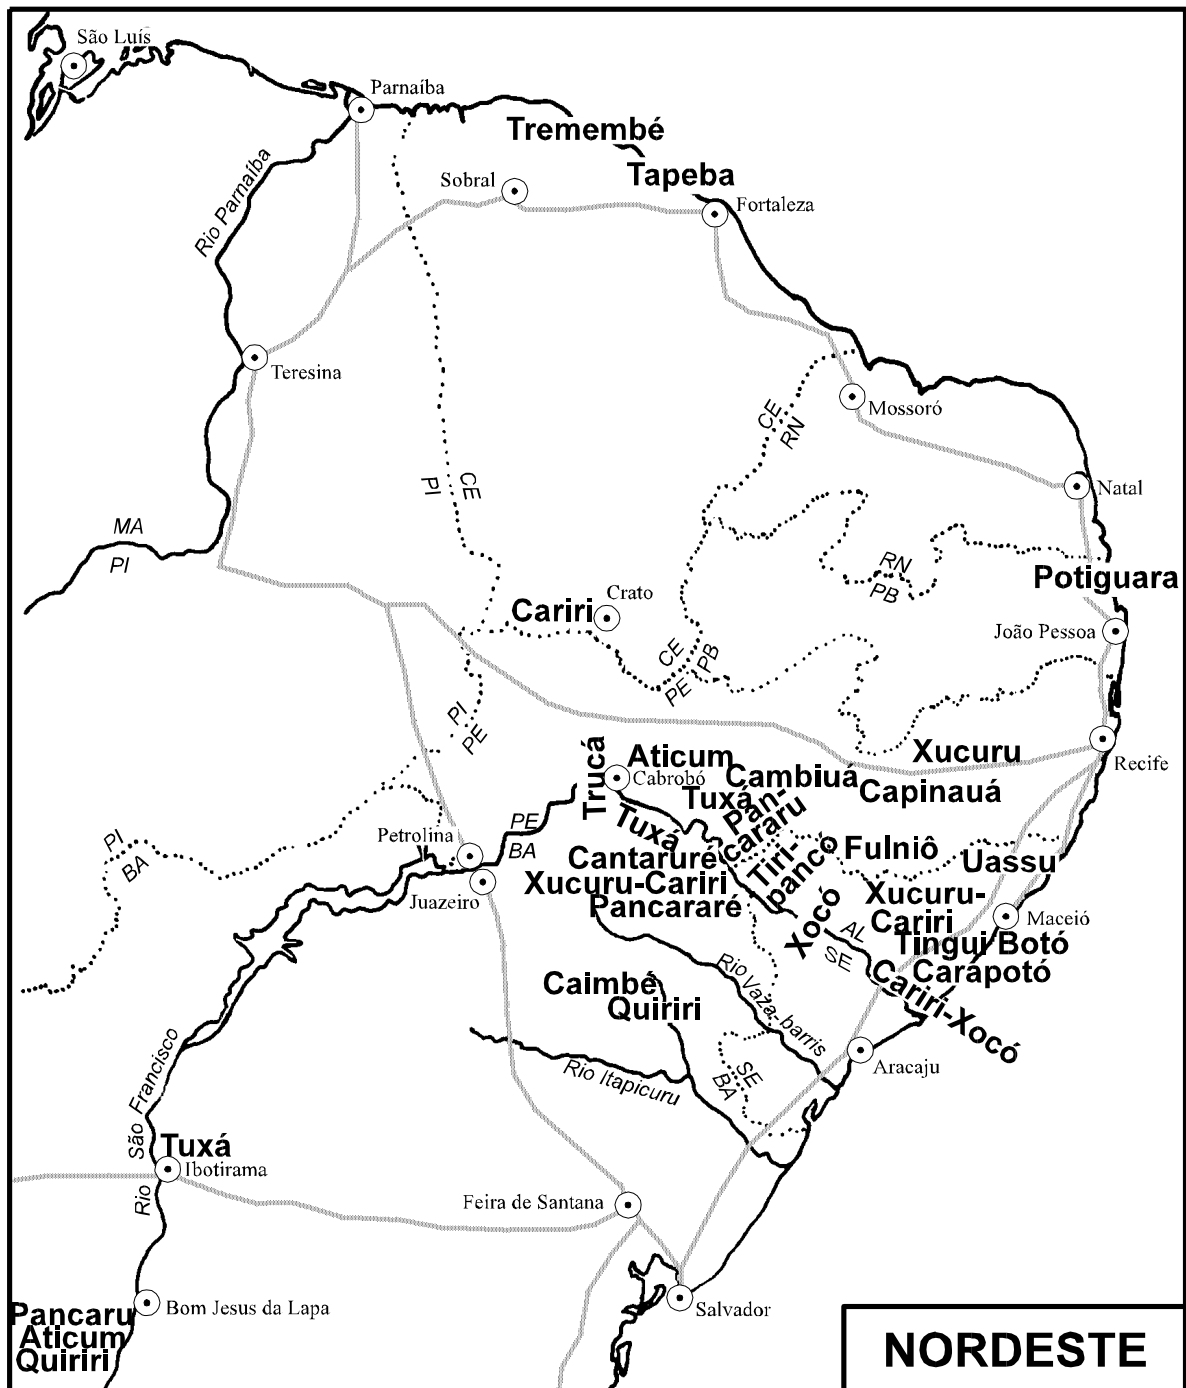 São Luís
Parnaíba
Tremembé
Tapeba
Sobral
Fortaleza
Rio Parnaíba
Teresina
CE
RN
Mossoró
CE
PI
Natal
MA
PI
RN
PB
Potiguara
Crato
Cariri
João Pessoa
CE
PB
PE
PI
PE
Xucuru
Recife
Trucá
Aticum
Cabrobó
Cambiuá
Capinauá
Tuxá
Pan-
cararu
Tuxá
PE
BA
Petrolina
PI
BA
Cantaruré
Tiri-
pancó
Fulniô
Uassu
Xucuru-Cariri
Juazeiro
Pancararé
Xocó
Xucuru-
Cariri
Maceió
AL
SE
Tingui Botó
Carápotó
Carirí-Xocó
Rio Vaza-barris
Caimbé
Quiriri
Rio Itapicuru
SE
BA
Aracaju
Rio São Francisco
Tuxá
Ibotirama
Feira de Santana
Bom Jesus da Lapa
Salvador
Pancaru
Aticum
Quiriri
NORDESTE